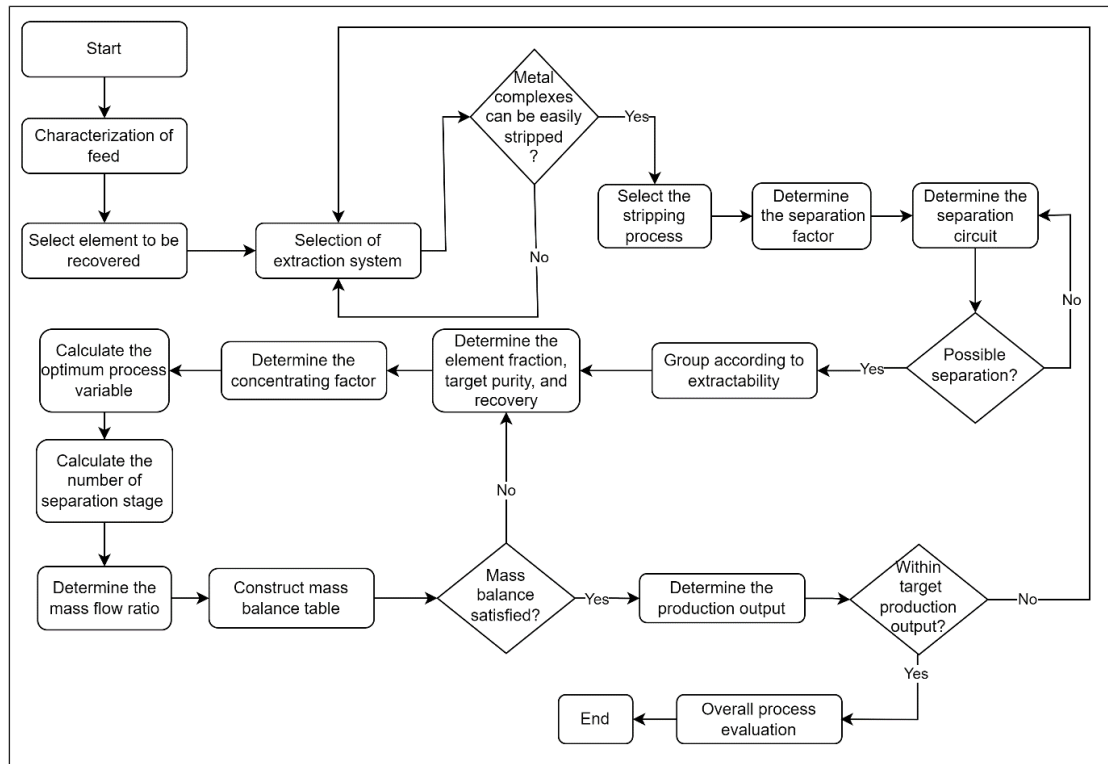 Start
Characterization of
feed
Select element to be
recovered
Selection of
extraction system
Metal
complexes
can be easily
stripped
?
Yes
No
Select the
stripping
process
Determine
the separation
factor
Determine the
separation
circuit
Possible
separation?
No
Yes
Group according to
extractability
Determine the
element fraction,
target purity, and
recovery
Determine the
concentrating factor
Calculate the
optimum process
variable
Calculate the
number of
separation stage
Determine the
mass flow ratio
Construct mass
balance table
Mass
balance
satisfied?
No
Yes
Determine the
production output
Within
target
production
output?
No
Yes
Overall process
evaluation
End